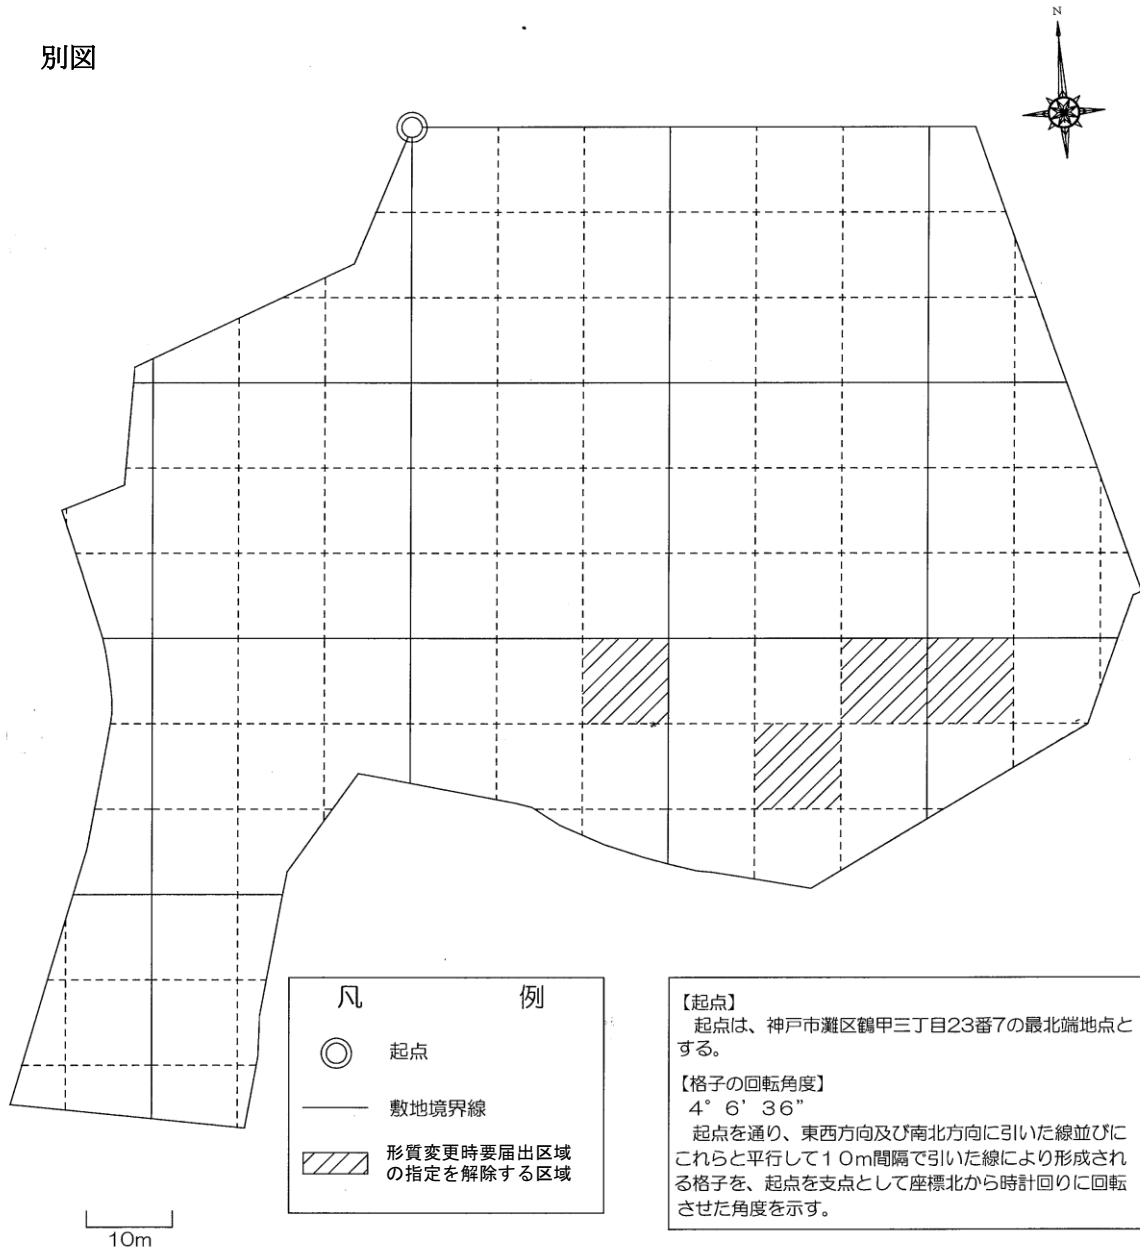 N
別図
凡 例
起点
敷地境界線
形質変更時要届出区域
の指定を解除する区域
10m
【起点】
起点は、神戸市灘区鶴甲三丁目23番7の最北端地点と
する。
【格子の回転角度】
4° 6’ 36”
起点を通り、東西方向及び南北方向に引いた線並びに
これらと平行して10m間隔で引いた線により形成され
る格子を、起点を支点として座標北から時計回りに回転
させた角度を示す。